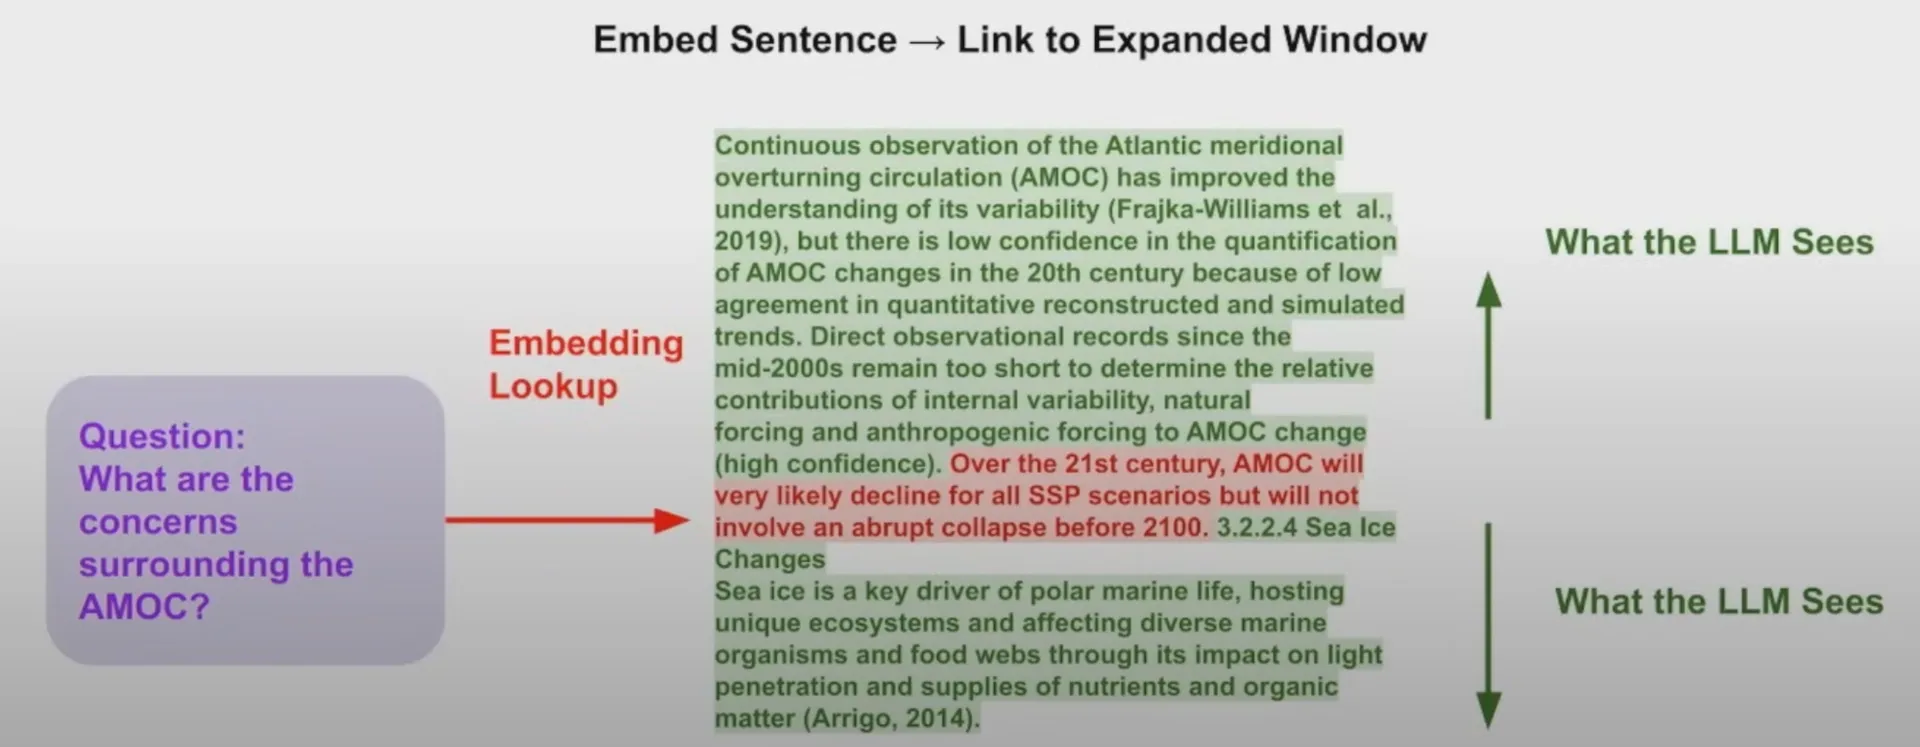 Embed Sentence → Link to Expanded Window
Continuous observation of the Atlantic meridional
overturning circulation (AMOC) has improved the
understanding of its variability (Frajka-Williams et  al.,
2019), but there is low confidence in the quantification
of AMOC changes in the 20th century because of low
agreement in quantitative reconstructed and simulated
trends. Direct observational records since the
mid-2000s remain too short to determine the relative
contributions of internal variability, natural
forcing and anthropogenic forcing to AMOC change
(high confidence). Over the 21st century, AMOC will
very likely decline for all SSP scenarios but will not
involve an abrupt collapse before 2100. 3.2.2.4 Sea Ice
Changes
Sea ice is a key driver of polar marine life, hosting
unique ecosystems and affecting diverse marine
organisms and food webs through its impact on light
penetration and supplies of nutrients and organic
matter (Arrigo, 2014).
What the LLM Sees
What the LLM Sees
Embedding
Lookup
Question:
What are the
concerns
surrounding the
AMOC?